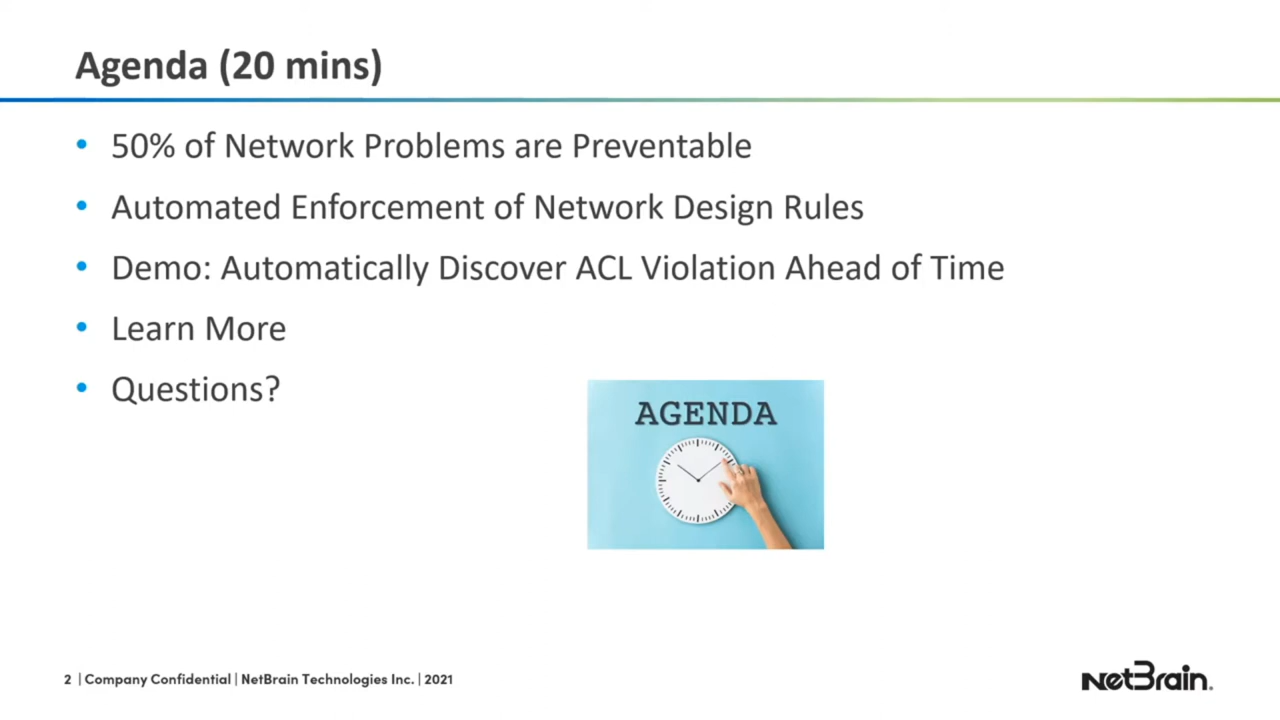 Agenda (20 mins)
• 50% of Network Problems are Preventable
• Automated Enforcement of Network Design Rules
• Demo: Automatically Discover ACL Violation Ahead of Time
• Learn More
• Questions?
AGENDA
2 | Company Confidential | NetBrain Technologies Inc. | 2021
NetBrain.